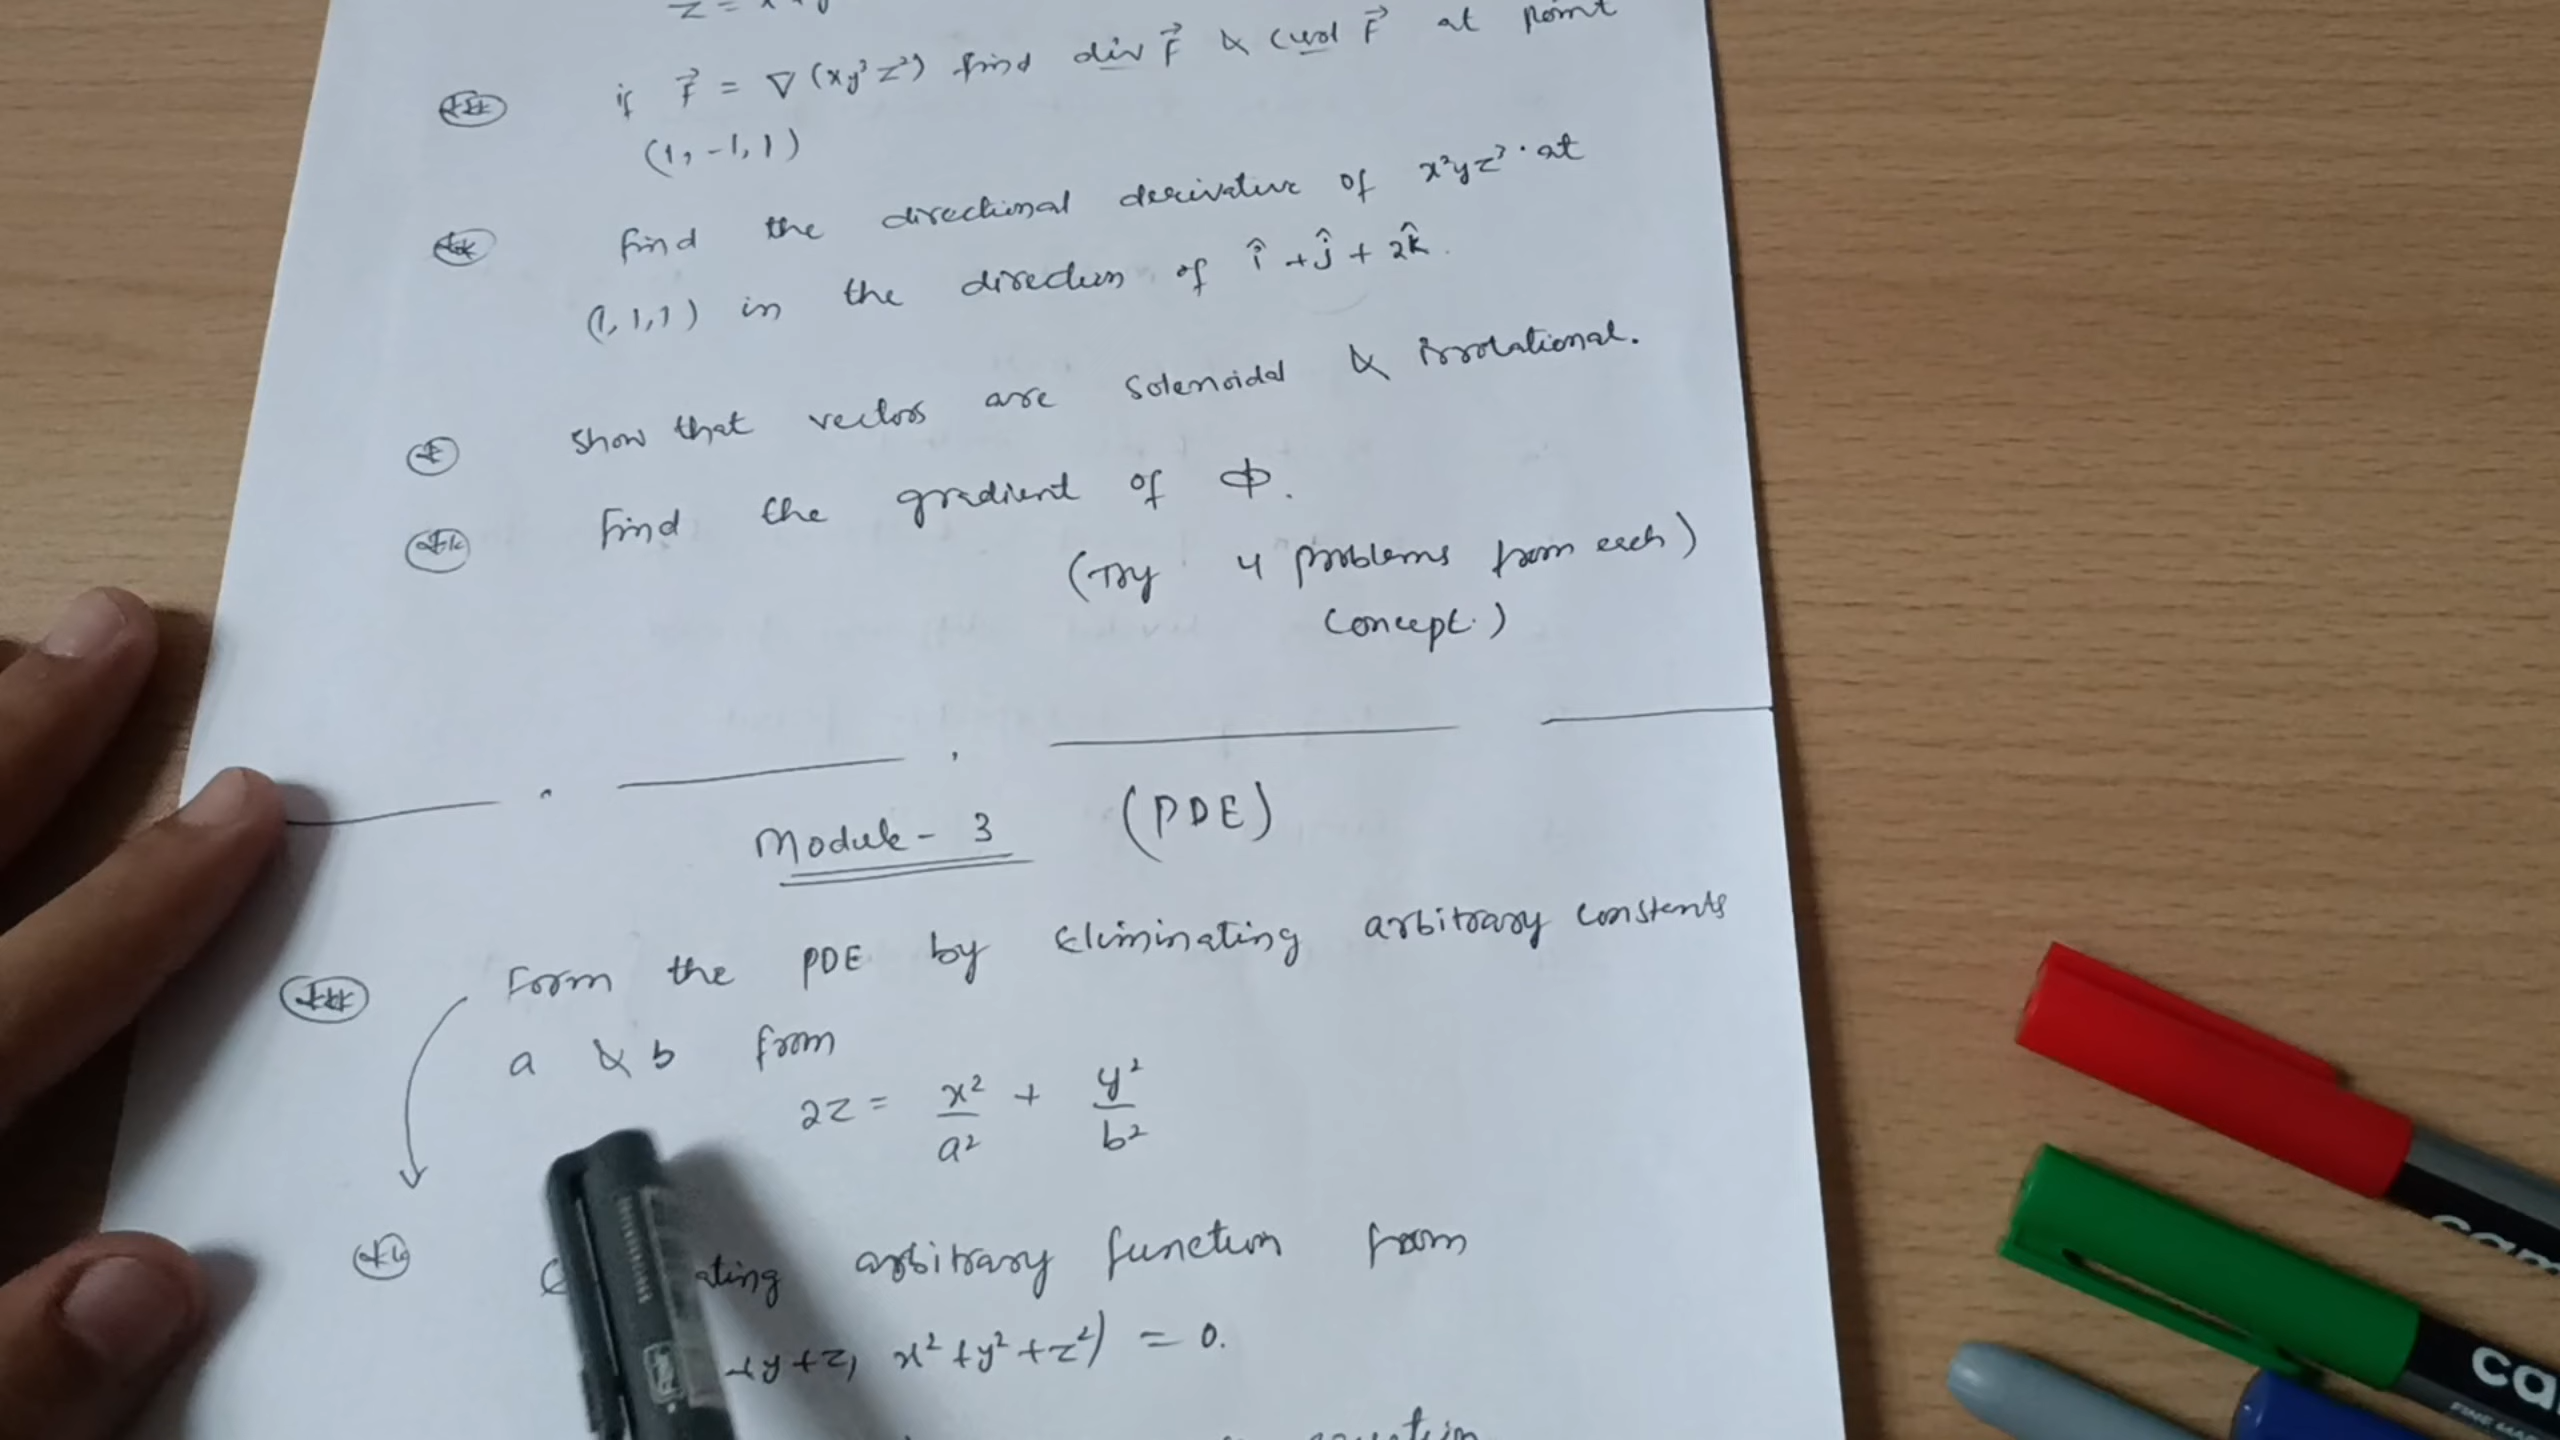 if F⃗ = ∇(xy³z²) find div F⃗ & curl F⃗ at point
(1, -1, 1)
find the directional derivative of x²yz³ at
(1, 1, 1) in the direction of î + ĵ + 2k̂.
Show that vectors are Solenoidal & irrotational.
Find the gradient of Φ.
(Try 4 problems from each)
concept.)
Module - 3 (PDE)
Form the PDE by Eliminating arbitrary constants
a & b from
2z = x²/a² + y²/b²
ating arbitrary function from
+y+z, x²+y²+z²) = 0.
cam
ca